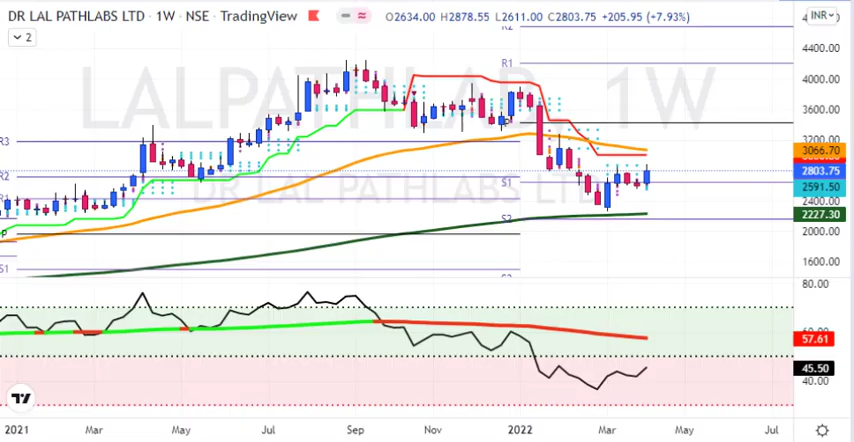 DR LAL PATHLABS LTD · 1W · NSE · TradingView O2634.00 H2878.55 L2611.00 C2803.75 +205.95 (+7.93%) INR
2
LAL PATHLABS 1W
DR LAL PATHLABS LTD
R2
R1
P
S1
S2
R3
R2
R1
P
S1
4400.00
4000.00
3600.00
3200.00
3066.70
2803.75
2591.50
2400.00
2227.30
2000.00
1600.00
80.00
57.61
45.50
40.00
2021 Mar May Jul Sep Nov 2022 Mar May Jul